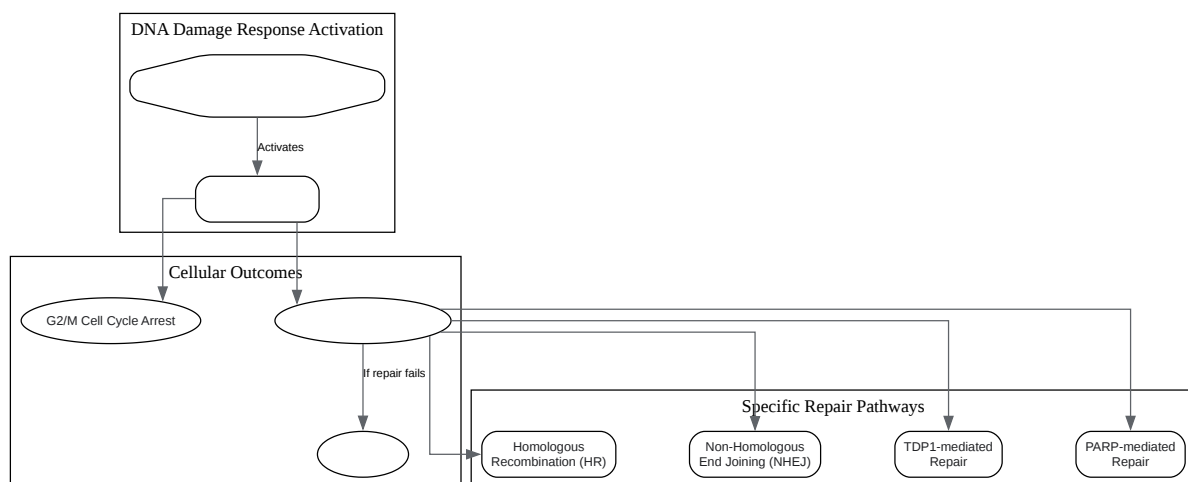 DNA Damage Response Activation
Activates
Cellular Outcomes
G2/M Cell Cycle Arrest
If repair fails
Specific Repair Pathways
Homologous
Recombination (HR)
Non-Homologous
End Joining (NHEJ)
TDP1-mediated
Repair
PARP-mediated
Repair